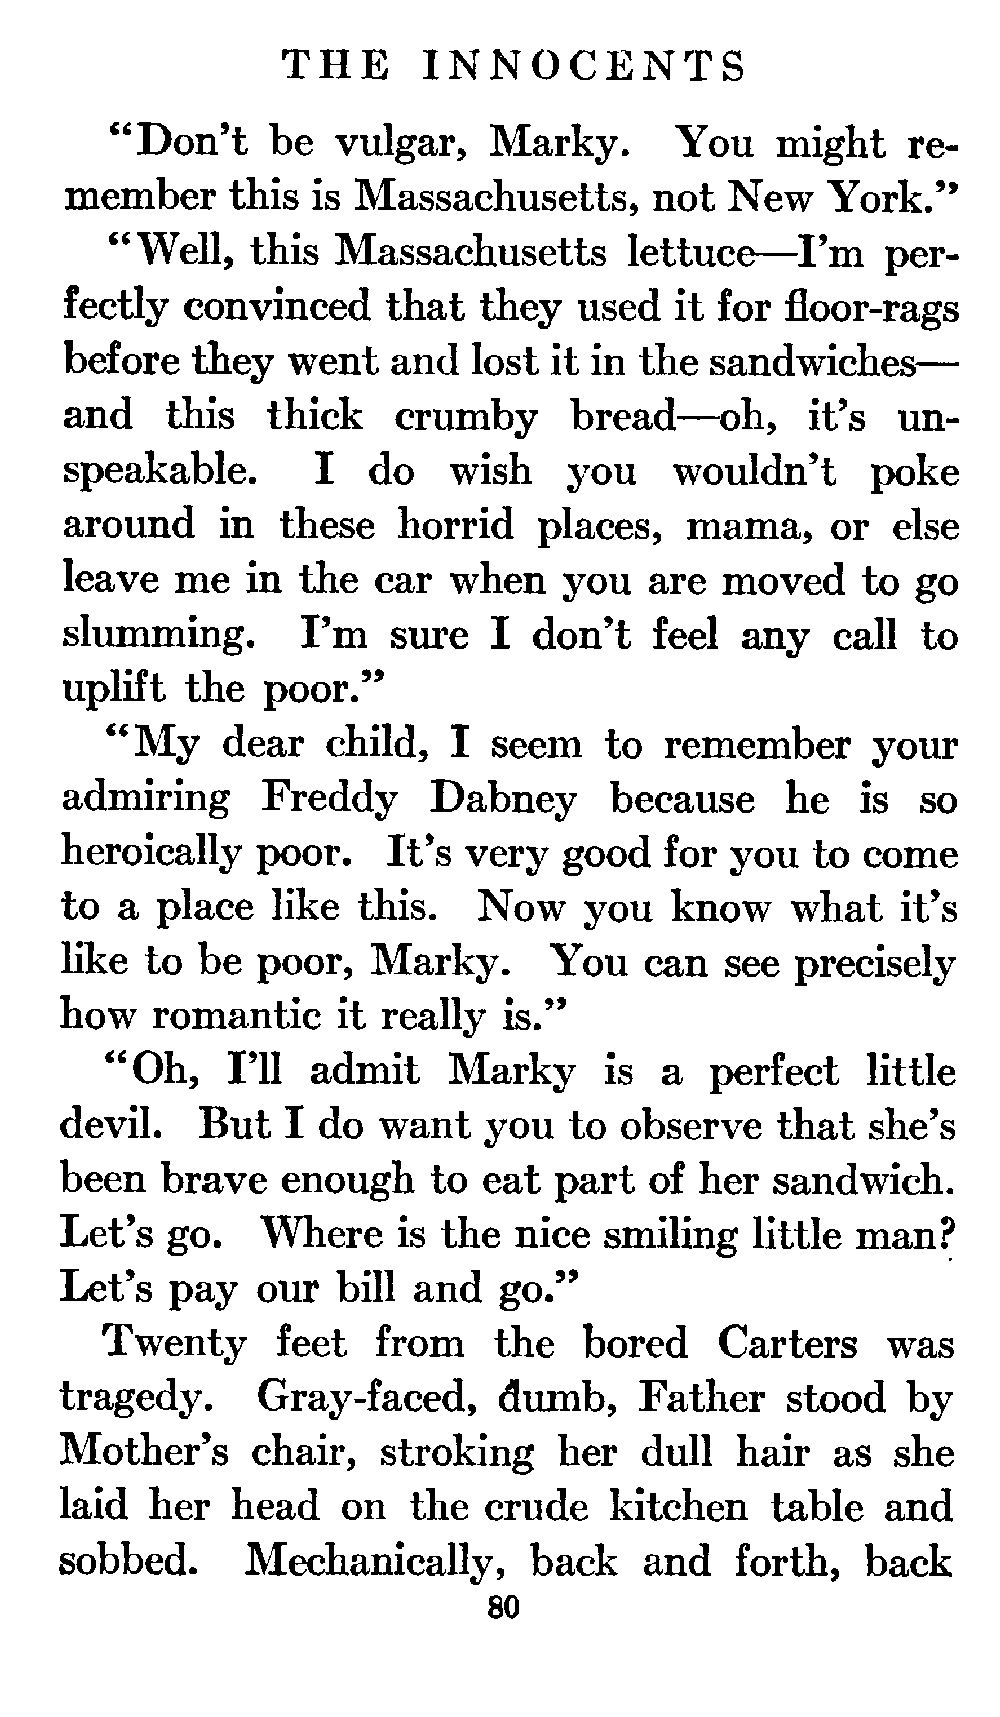 THE INNOCENTS
“Don’t be vulgar, Marky. You might re-
member this is Massachusetts, not New York.”
“Well, this Massachusetts lettuce—I’m per-
fectly convinced that they used it for floor-rags
before they went and lost it in the sandwiches—
and this thick crumby bread—oh, it’s un-
speakable. I do wish you wouldn’t poke
around in these horrid places, mama, or else
leave me in the car when you are moved to go
slumming. I’m sure I don’t feel any call to
uplift the poor.”
“My dear child, I seem to remember your
admiring Freddy Dabney because he is so
heroically poor. It’s very good for you to come
to a place like this. Now you know what it’s
like to be poor, Marky. You can see precisely
how romantic it really is.”
“Oh, I’ll admit Marky is a perfect little
devil. But I do want you to observe that she’s
been brave enough to eat part of her sandwich.
Let’s go. Where is the nice smiling little man?
Let’s pay our bill and go.”
Twenty feet from the bored Carters was
tragedy. Gray-faced, dumb, Father stood by
Mother’s chair, stroking her dull hair as she
laid her head on the crude kitchen table and
sobbed. Mechanically, back and forth, back
80